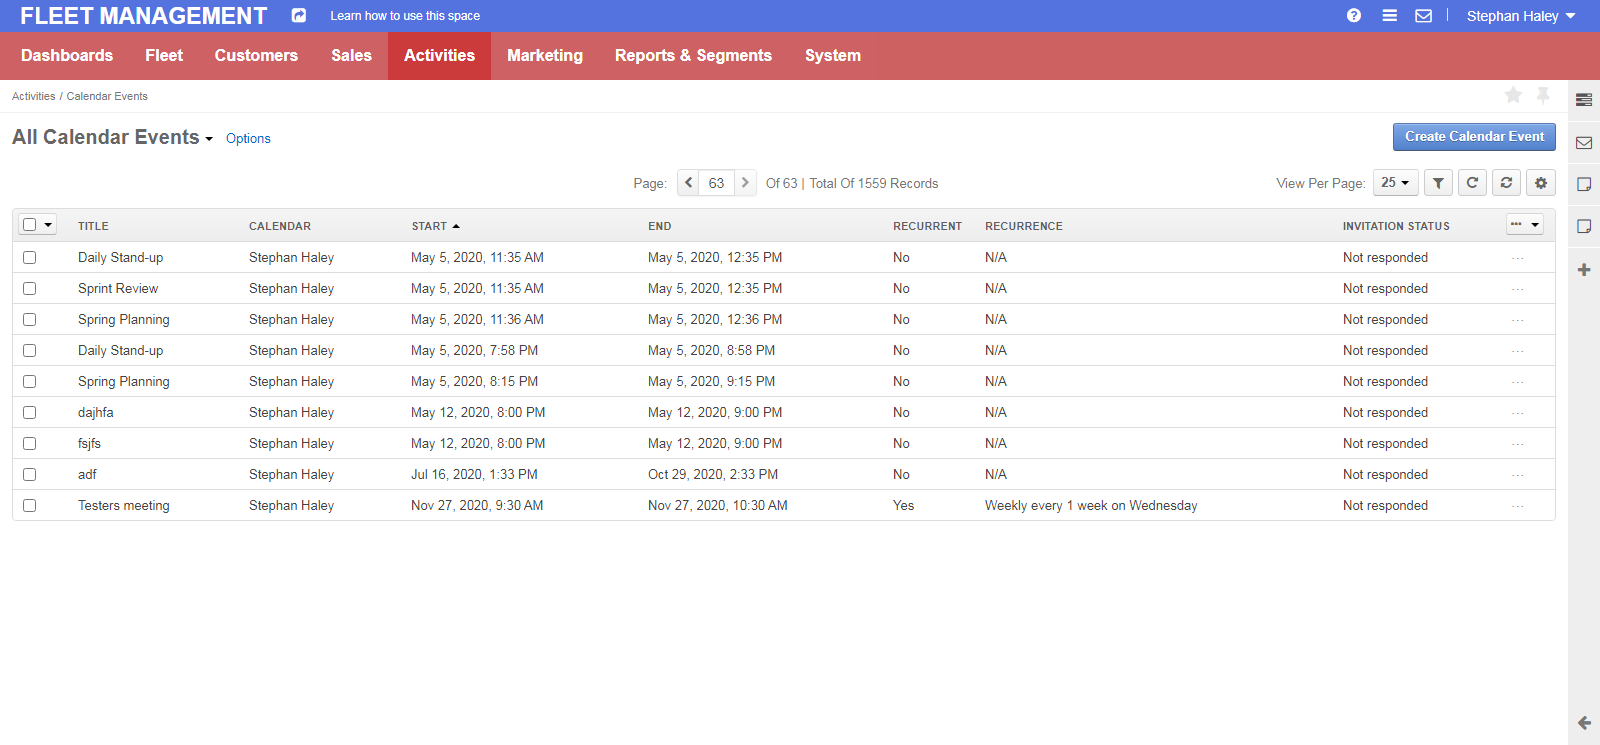 FLEET MANAGEMENT Learn how to use this space Stephan Haley
Dashboards Fleet Customers Sales Activities Marketing Reports & Segments System
Activities / Calendar Events
All Calendar Events Options Create Calendar Event
Page: 63 Of 63 | Total Of 1559 Records View Per Page: 25
TITLE CALENDAR START END RECURRENT RECURRENCE INVITATION STATUS
Daily Stand-up Stephan Haley May 5, 2020, 11:35 AM May 5, 2020, 12:35 PM No N/A Not responded
Sprint Review Stephan Haley May 5, 2020, 11:35 AM May 5, 2020, 12:35 PM No N/A Not responded
Spring Planning Stephan Haley May 5, 2020, 11:36 AM May 5, 2020, 12:36 PM No N/A Not responded
Daily Stand-up Stephan Haley May 5, 2020, 7:58 PM May 5, 2020, 8:58 PM No N/A Not responded
Spring Planning Stephan Haley May 5, 2020, 8:15 PM May 5, 2020, 9:15 PM No N/A Not responded
dajhfa Stephan Haley May 12, 2020, 8:00 PM May 12, 2020, 9:00 PM No N/A Not responded
fsjfs Stephan Haley May 12, 2020, 8:00 PM May 12, 2020, 9:00 PM No N/A Not responded
adf Stephan Haley Jul 16, 2020, 1:33 PM Oct 29, 2020, 2:33 PM No N/A Not responded
Testers meeting Stephan Haley Nov 27, 2020, 9:30 AM Nov 27, 2020, 10:30 AM Yes Weekly every 1 week on Wednesday Not responded